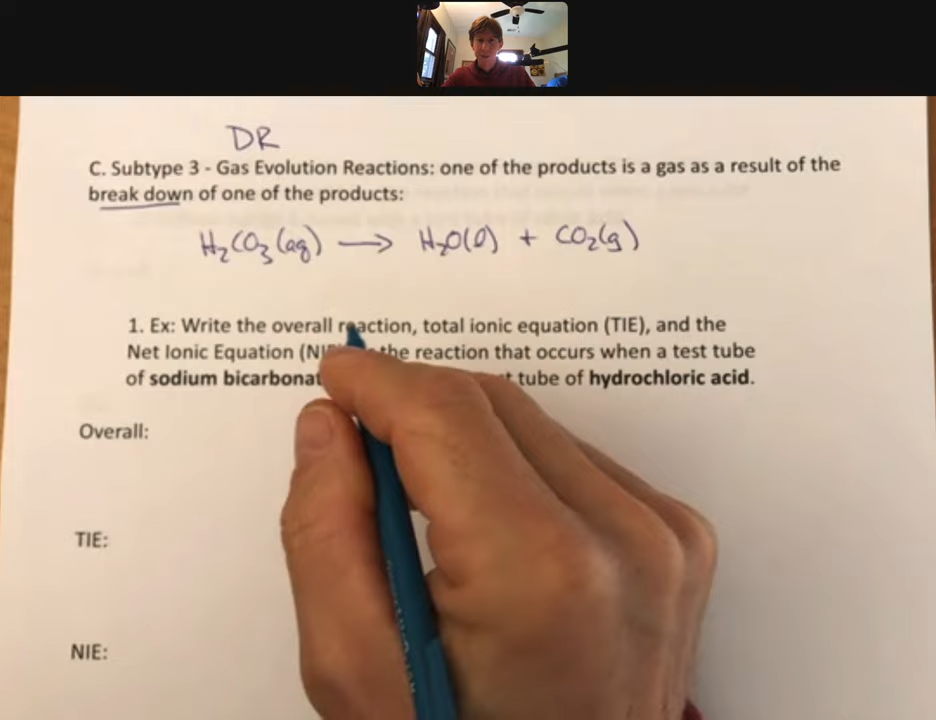 DR
C. Subtype 3 - Gas Evolution Reactions: one of the products is a gas as a result of the
break down of one of the products:
H₂CO₃(aq) → H₂O(l) + CO₂(g)
1. Ex: Write the overall reaction, total ionic equation (TIE), and the
Net Ionic Equation (NI the reaction that occurs when a test tube
of sodium bicarbonat tube of hydrochloric acid.
Overall:
TIE:
NIE: